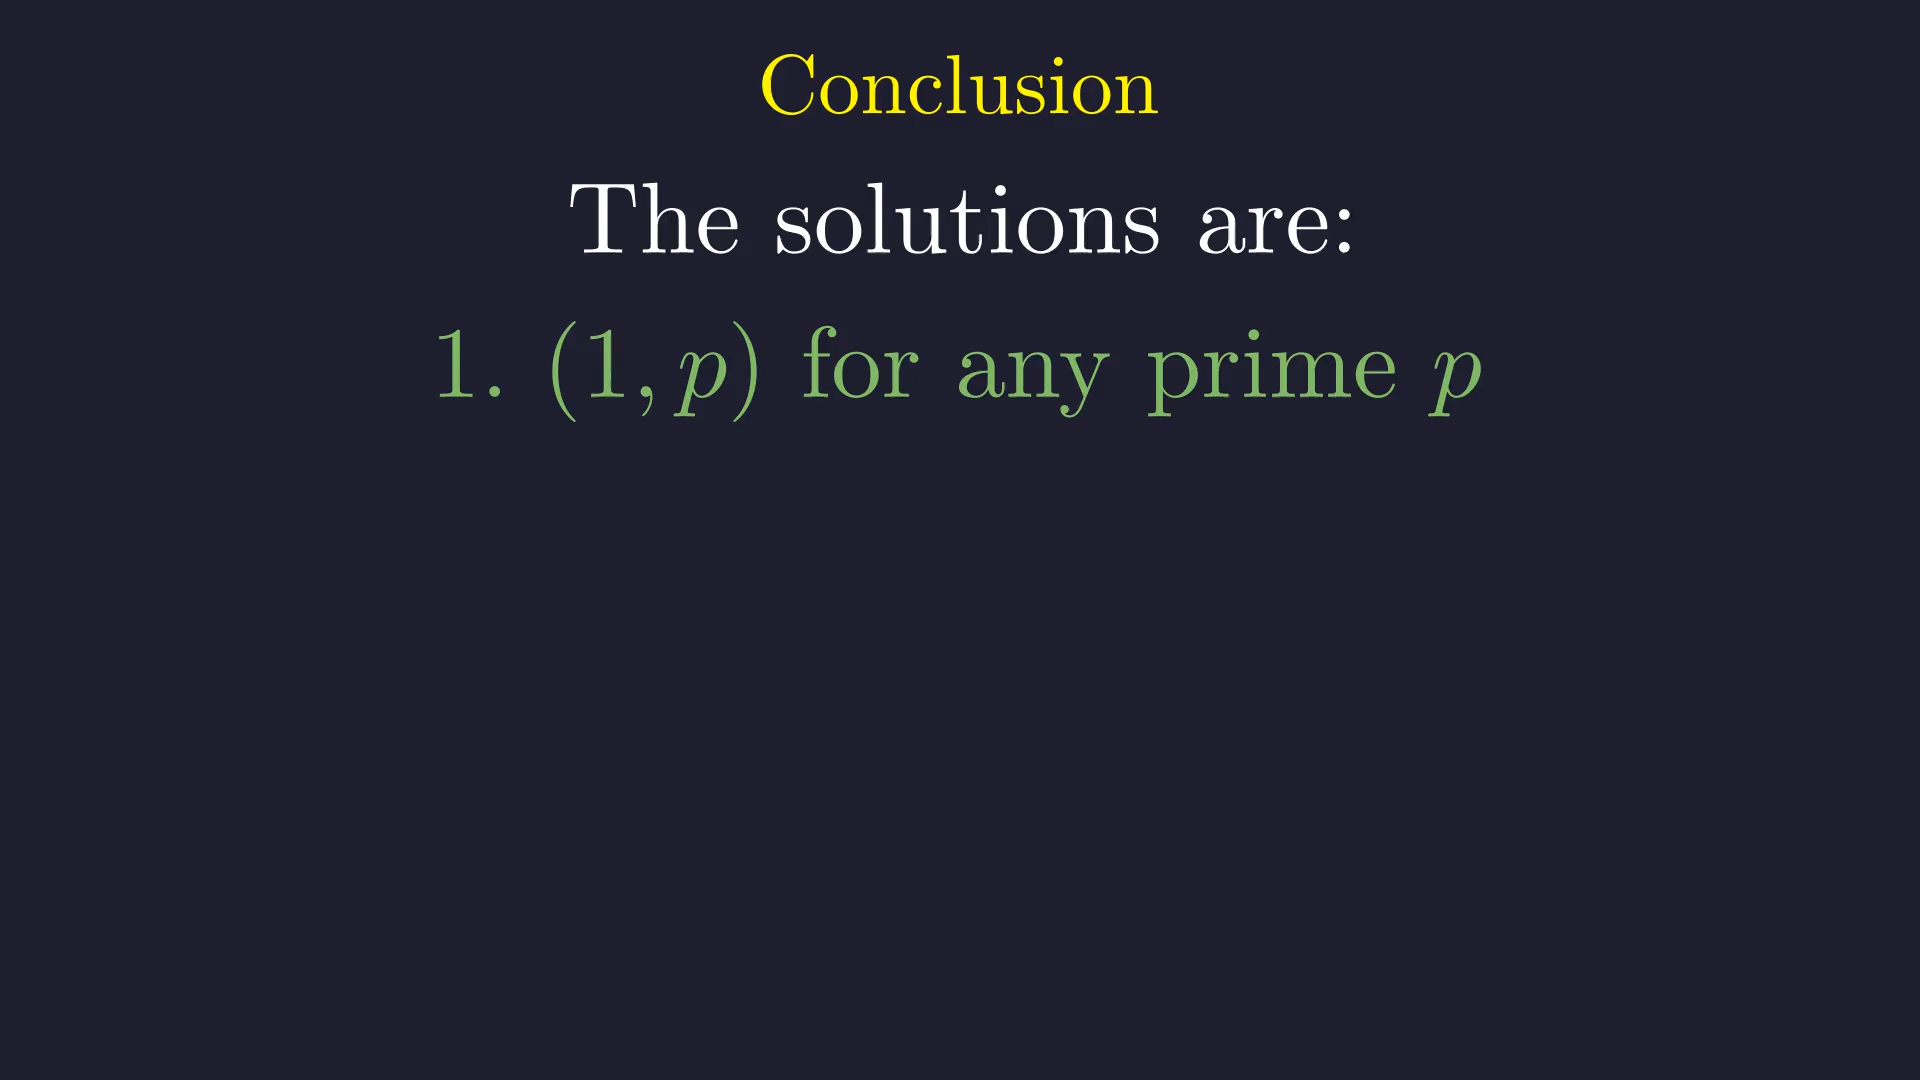 Conclusion
The solutions are:
1. (1, p) for any prime p